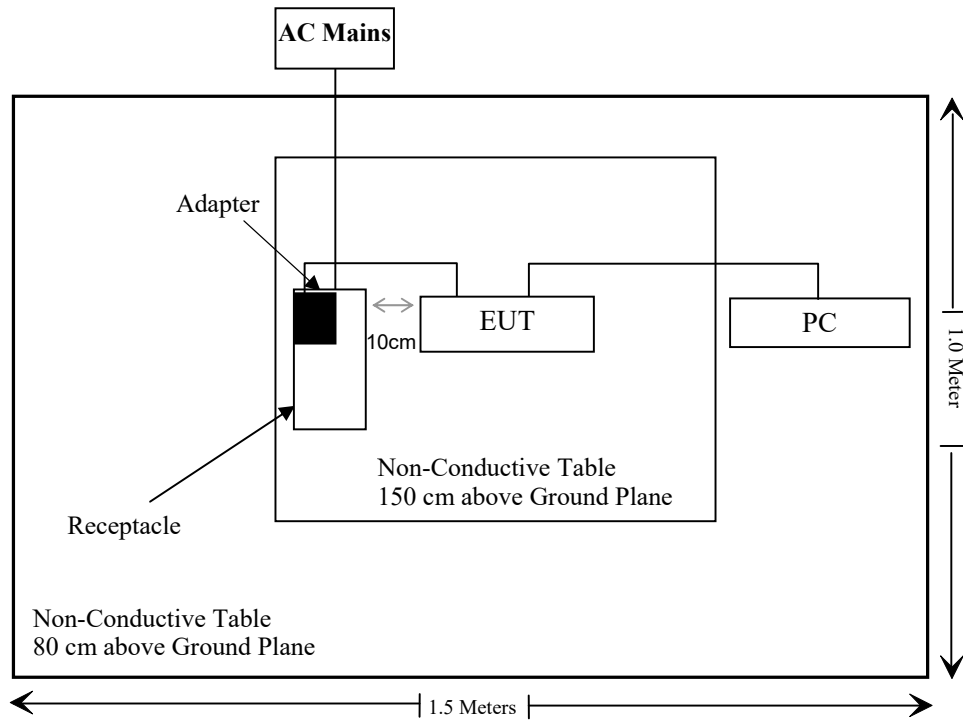 AC Mains
Adapter
10cm
EUT
PC
1.0 Meter
Non-Conductive Table
150 cm above Ground Plane
Receptacle
Non-Conductive Table
80 cm above Ground Plane
1.5 Meters